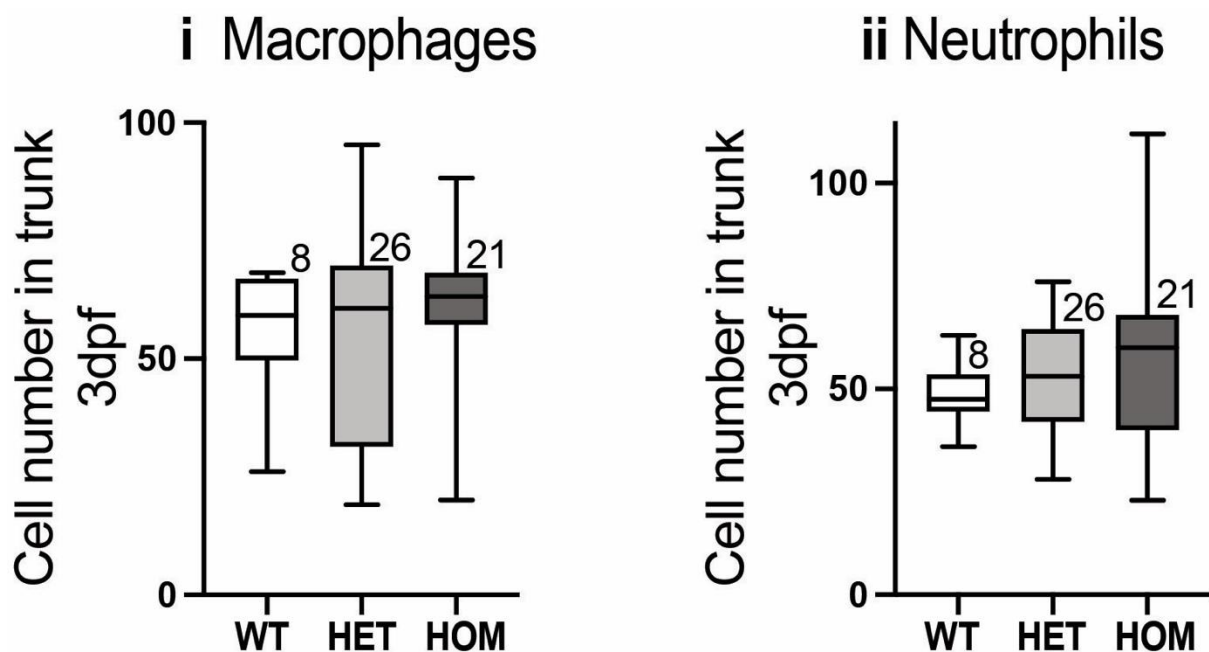 i Macrophages
Cell number in trunk
3dpf
100
50
0
8
26
21
WT HET HOM
ii Neutrophils
Cell number in trunk
3dpf
100
50
0
8
26
21
WT HET HOM